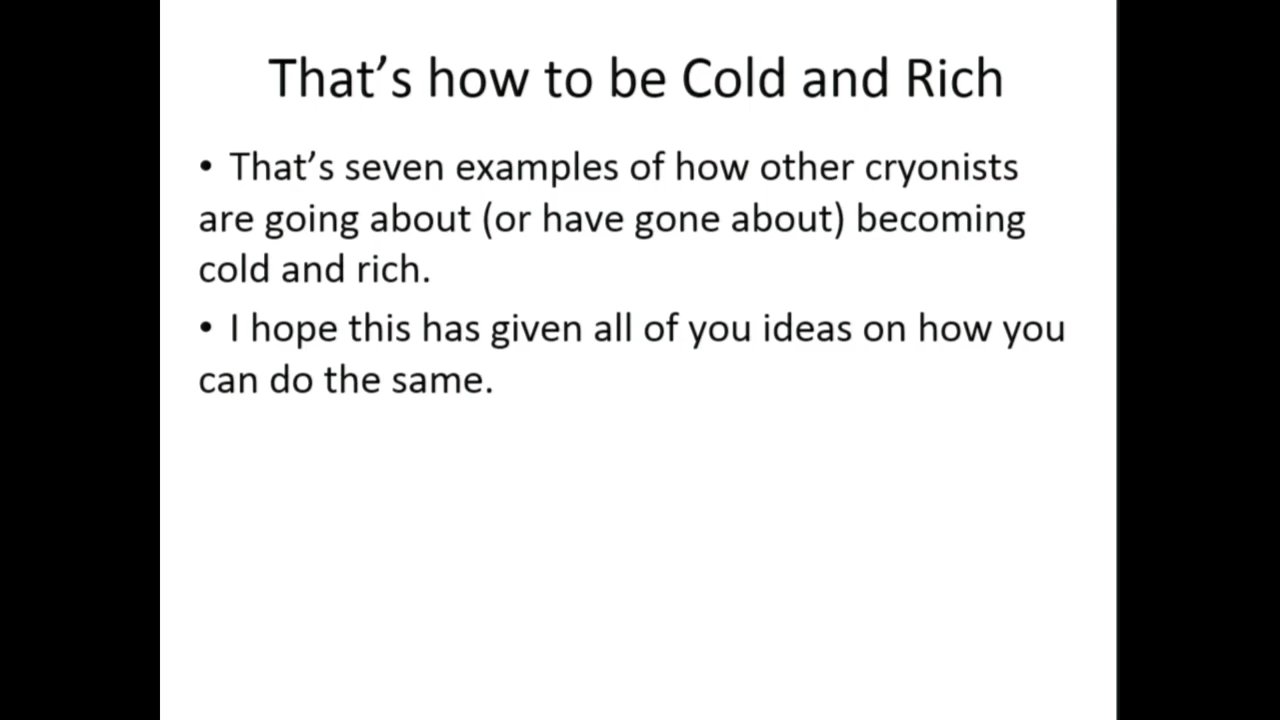 That’s how to be Cold and Rich
• That’s seven examples of how other cryonists
are going about (or have gone about) becoming
cold and rich.
• I hope this has given all of you ideas on how you
can do the same.